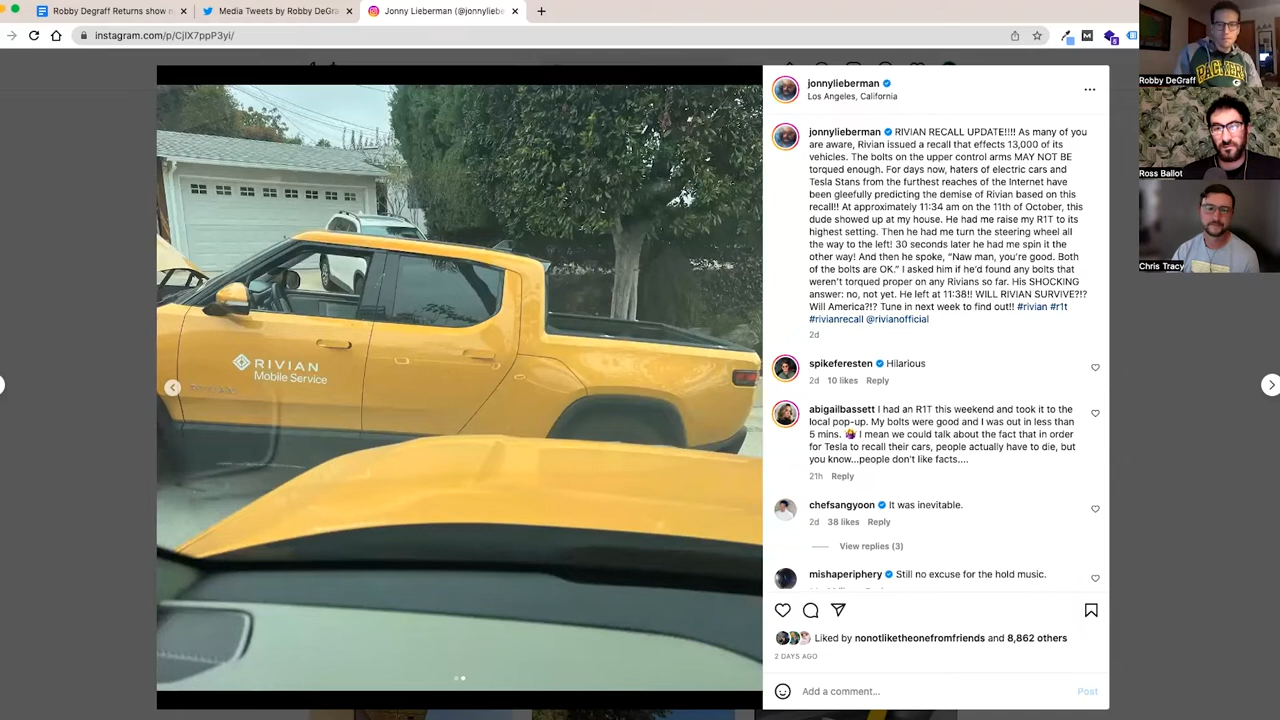 Robby DeGraff Returns show n
Media Tweets by Robby DeGra
Jonny Lieberman (@jonnyliebe
instagram.com/p/CjIX7ppP3yi/
jonnylieberman
Los Angeles, California
jonnylieberman RIVIAN RECALL UPDATE!!!! As many of you
are aware, Rivian issued a recall that effects 13,000 of its
vehicles. The bolts on the upper control arms MAY NOT BE
torqued enough. For days now, haters of electric cars and
Tesla Stans from the furthest reaches of the Internet have
been gleefully predicting the demise of Rivian based on this
recall!! At approximately 11:34 am on the 11th of October, this
dude showed up at my house. He had me raise my R1T to its
highest setting. Then he had me turn the steering wheel all
the way to the left! 30 seconds later he had me spin it the
other way! And then he spoke, “Naw man, you're good. Both
of the bolts are OK.” I asked him if he'd found any bolts that
weren't torqued proper on any Rivians so far. His SHOCKING
answer: no, not yet. He left at 11:38!! WILL RIVIAN SURVIVE?!?
Will America?!? Tune in next week to find out!! #rivian #r1t
#rivianrecall @rivianofficial
2d
spikeferesten Hilarious
2d 10 likes Reply
abigailbassett I had an R1T this weekend and took it to the
local pop-up. My bolts were good and I was out in less than
5 mins. 🤷‍♀️ I mean we could talk about the fact that in order
for Tesla to recall their cars, people actually have to die, but
you know...people don't like facts....
21h Reply
chefsangyoon It was inevitable.
2d 38 likes Reply
View replies (3)
mishaperiphery Still no excuse for the hold music.
Liked by nonotliketheonefromfriends and 8,862 others
2 DAYS AGO
Add a comment...
Post
RIVIAN
Mobile Service
PACKERS
Robby DeGraff
Ross Ballot
Chris Tracy